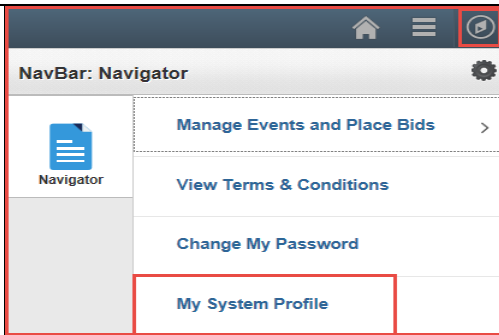 NavBar: Navigator
Manage Events and Place Bids
Navigator
View Terms & Conditions
Change My Password
My System Profile